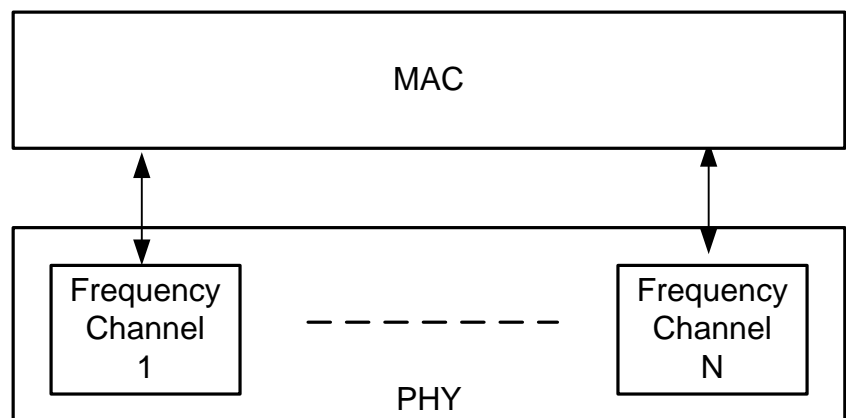 MAC
Frequency
Channel
1
Frequency
Channel
N
PHY